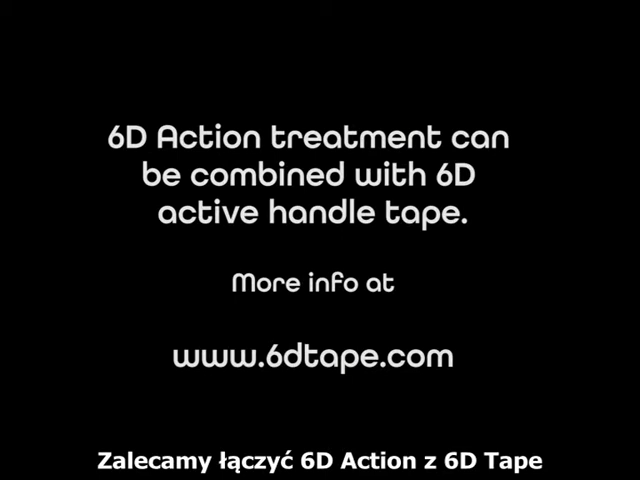 6D Action treatment can
be combined with 6D
active handle tape.
More info at
www.6dtape.com
Zalecamy łączyć 6D Action z 6D Tape